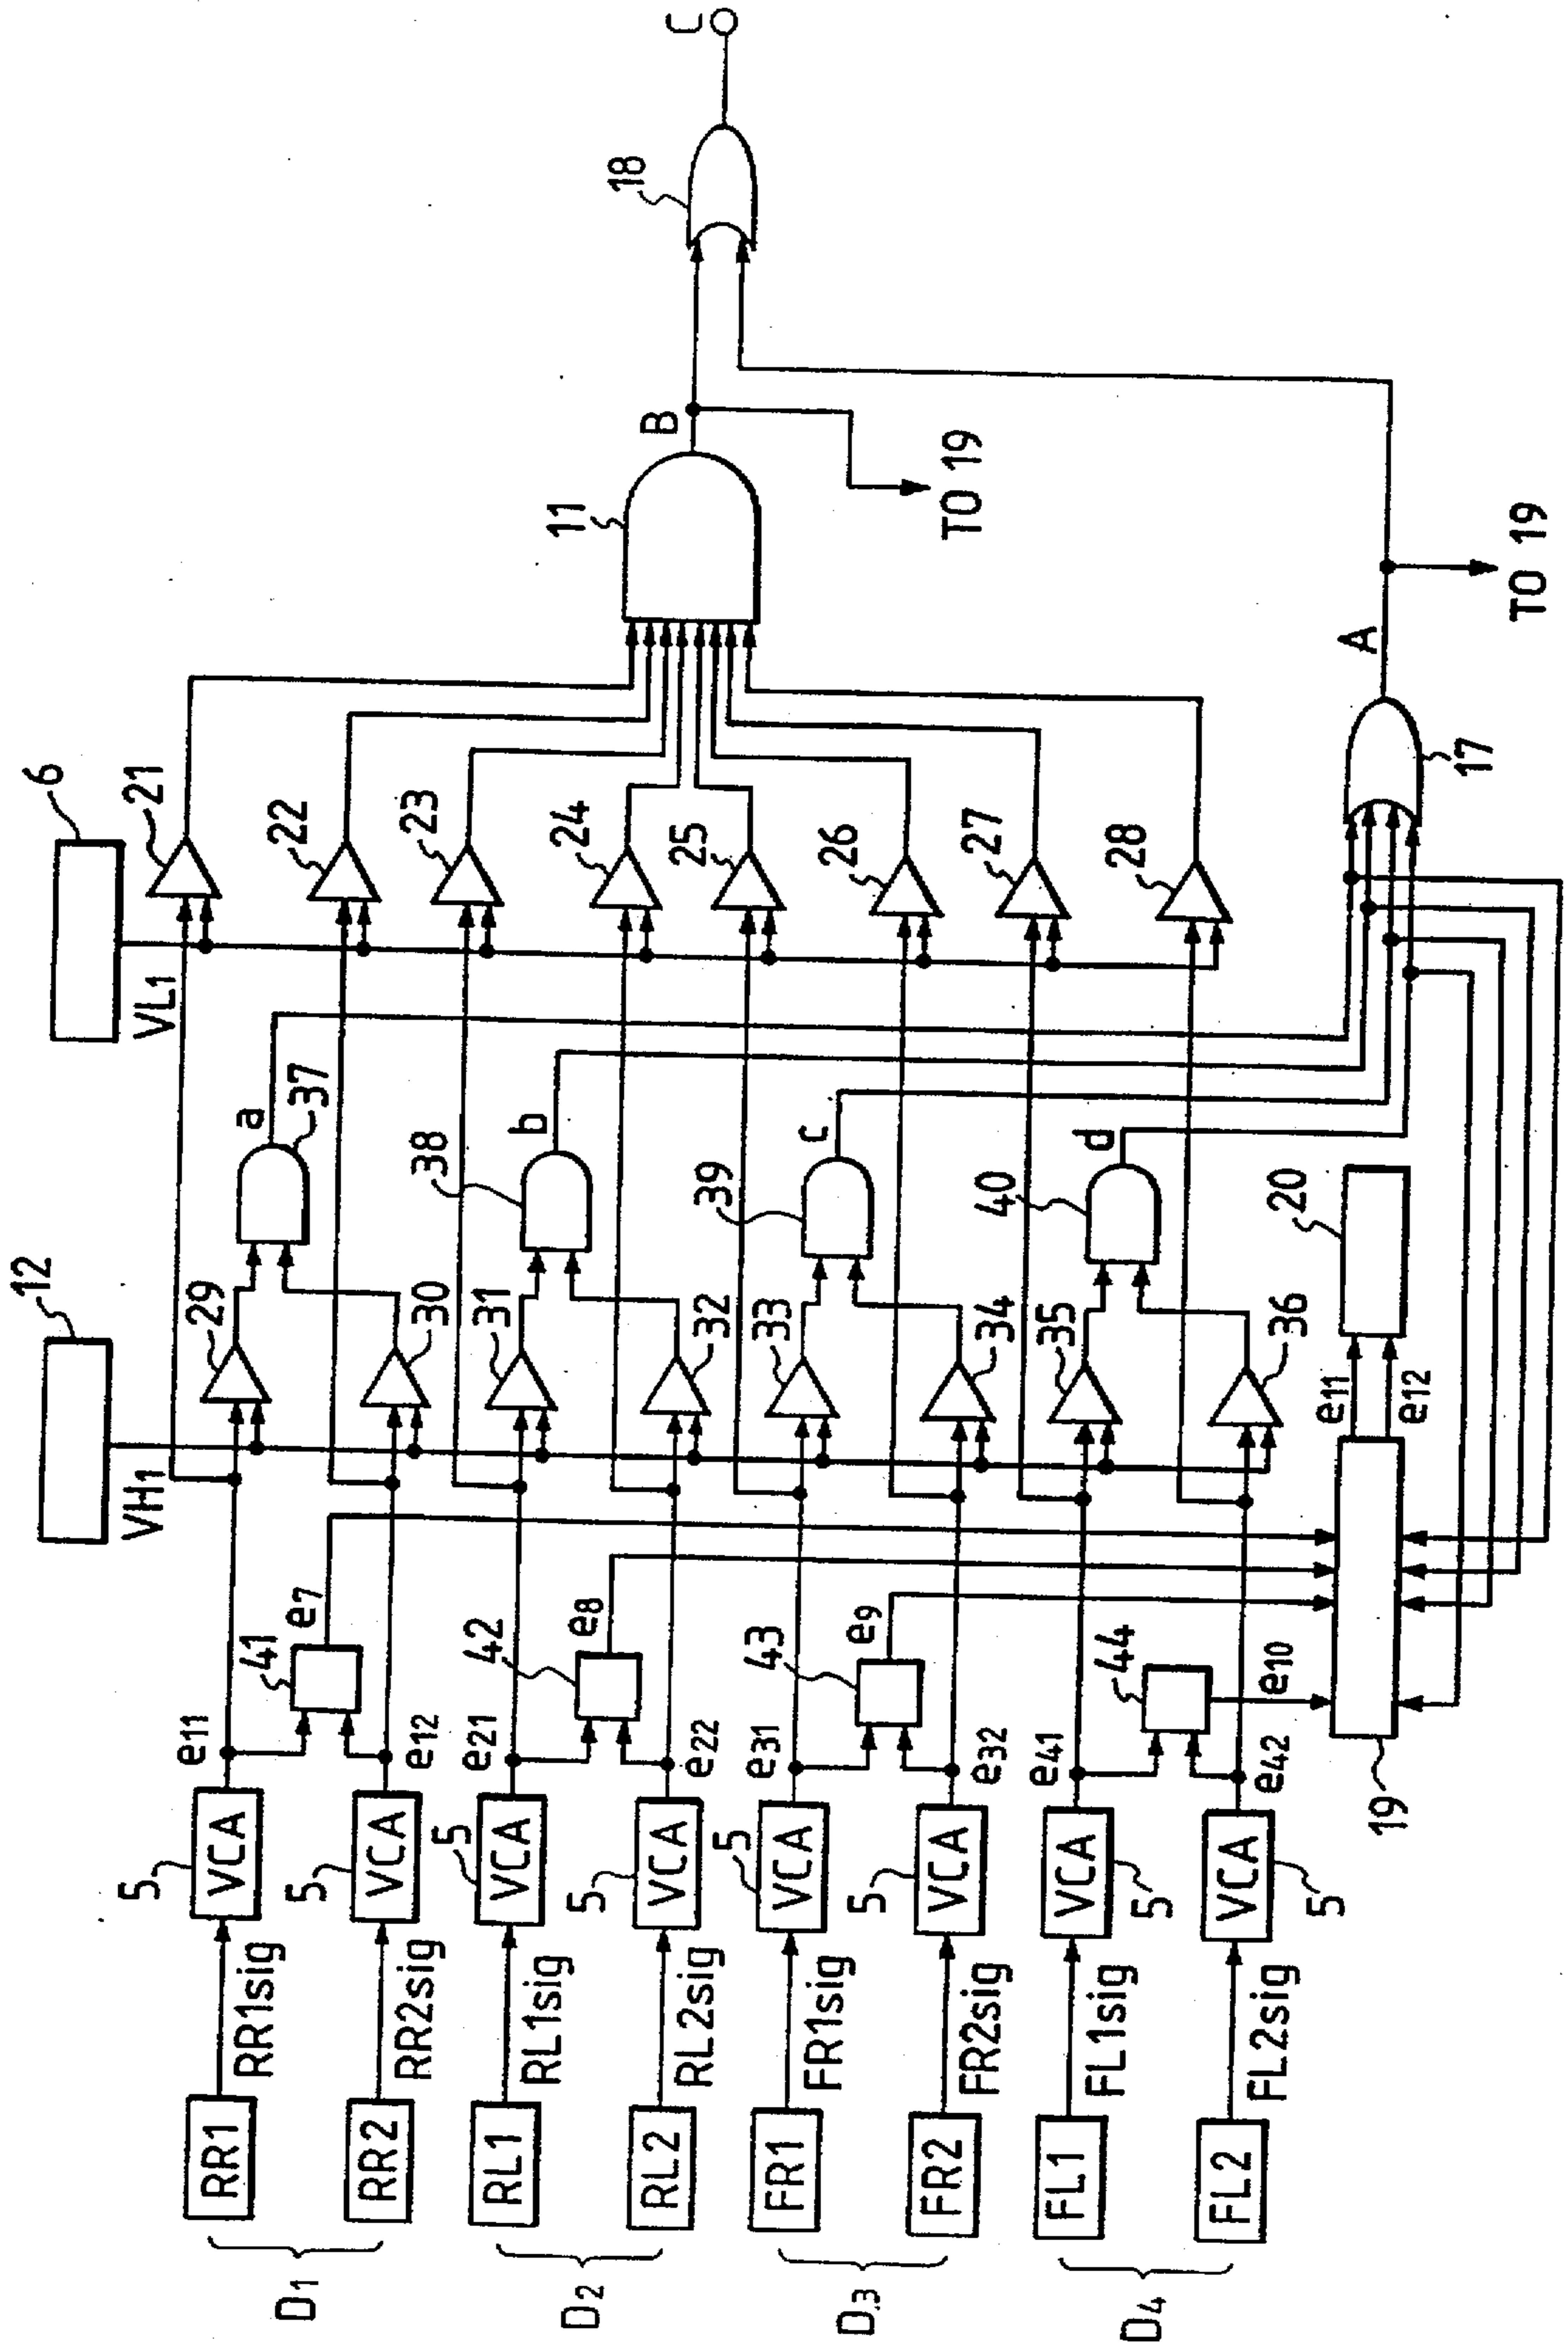 D1
D2
D3
D4
RR1
RR2
RL1
RL2
FR1
FR2
FL1
FL2
RR1sig
RR2sig
RL1sig
RL2sig
FR1sig
FR2sig
FL1sig
FL2sig
5
VCA
5
VCA
5
VCA
5
VCA
5
VCA
5
VCA
5
VCA
5
VCA
e11
e12
e21
e22
e31
e32
e41
e42
41
e7
42
e8
43
e9
44
e10
12
VH1
29
30
31
32
33
34
35
36
a
37
b
38
c
39
d
40
19
e11
e12
20
6
VL1
21
22
23
24
25
26
27
28
11
B
TO 19
17
A
TO 19
18
C